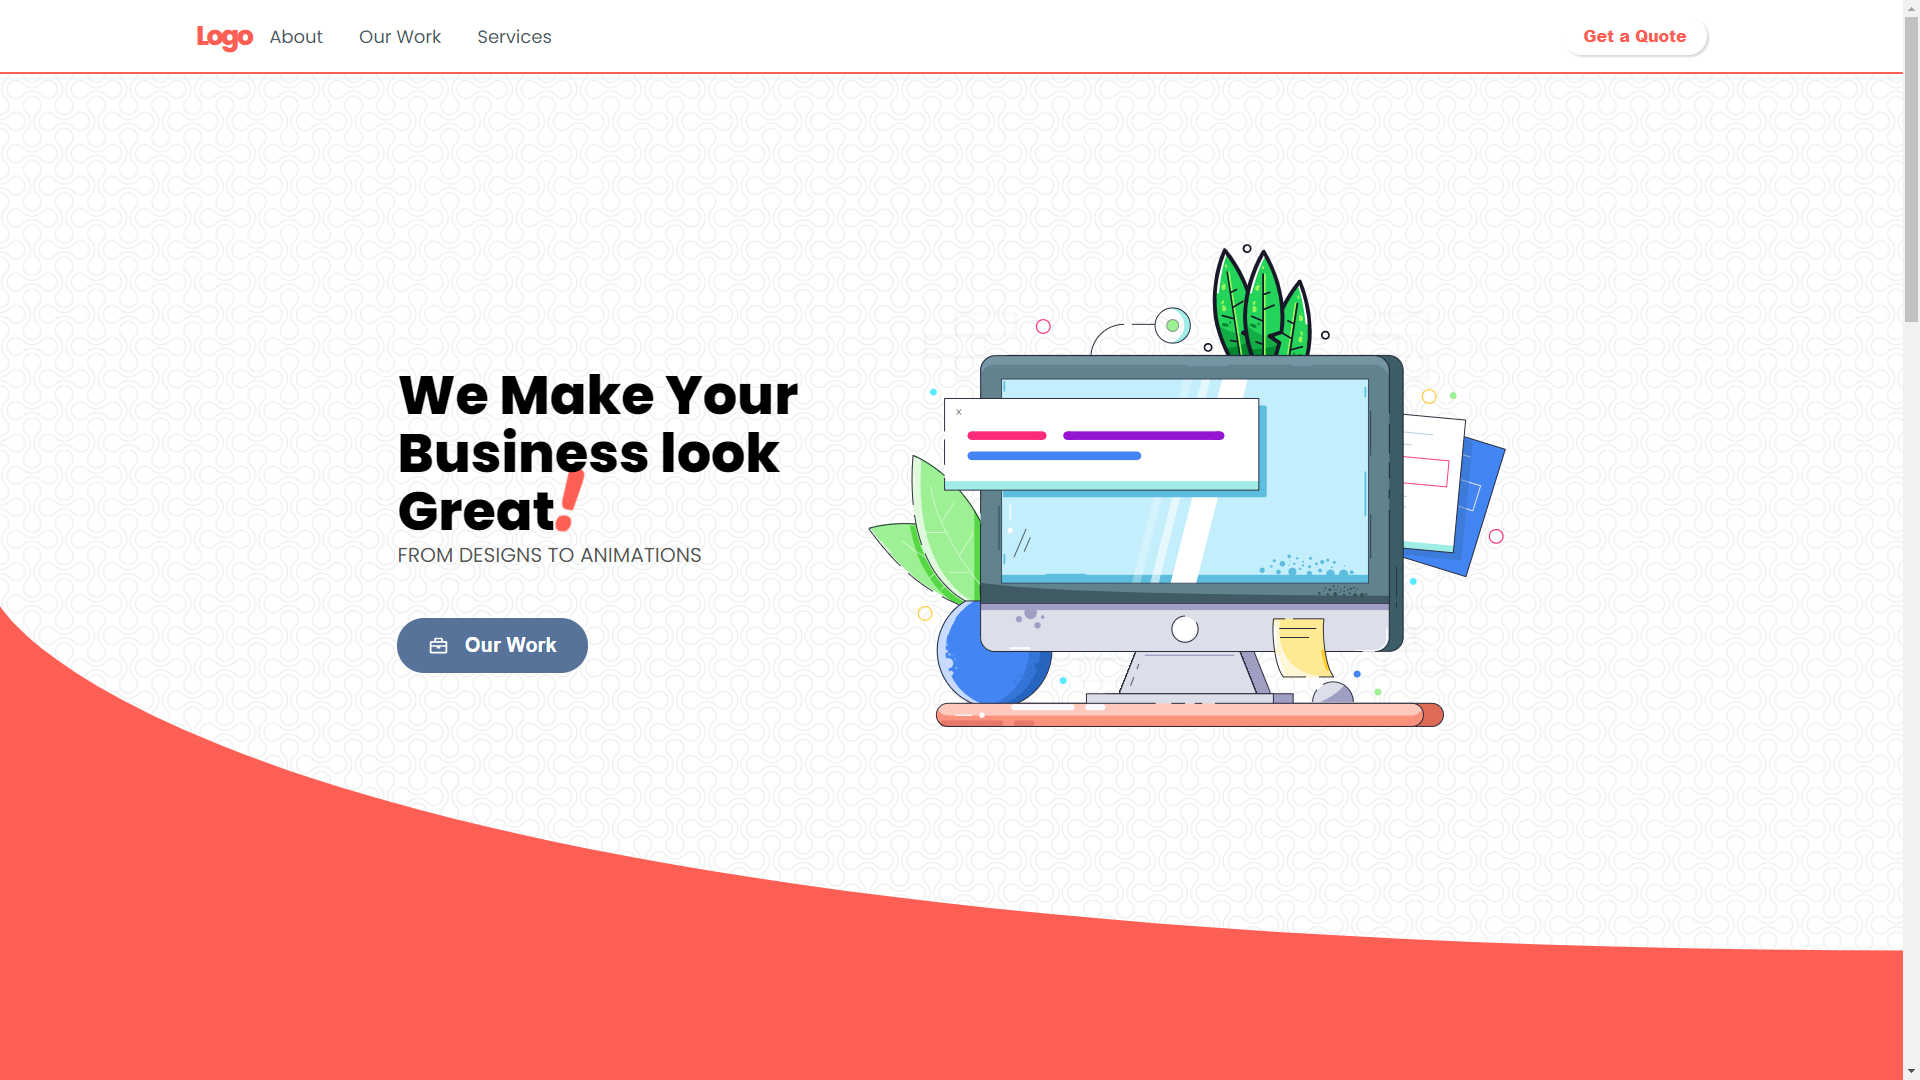 Logo About Our Work Services Get a Quote
We Make Your
Business look
Great!
FROM DESIGNS TO ANIMATIONS
Our Work